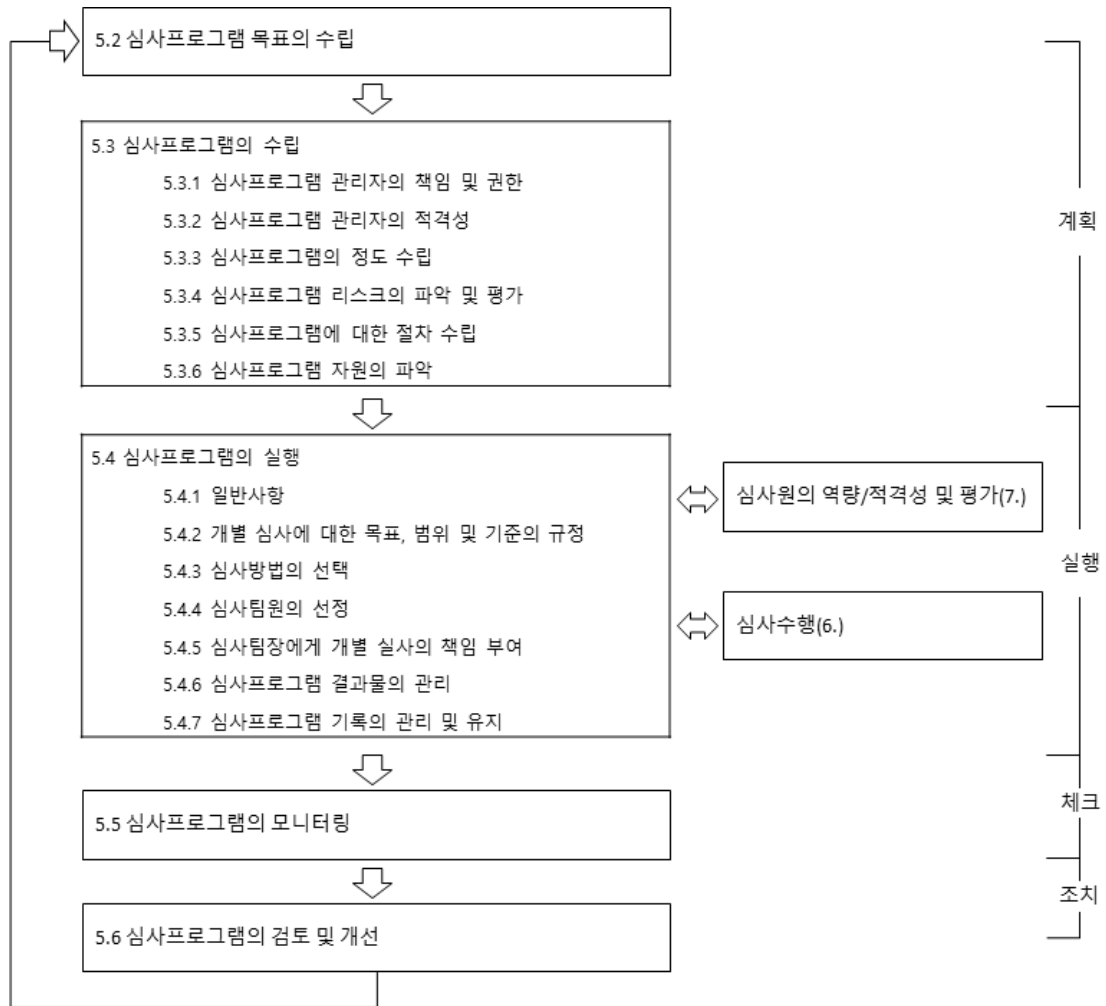 5.2 심사프로그램 목표의 수립
5.3 심사프로그램의 수립
5.3.1 심사프로그램 관리자의 책임 및 권한
5.3.2 심사프로그램 관리자의 적격성
5.3.3 심사프로그램의 정도 수립
5.3.4 심사프로그램 리스크의 파악 및 평가
5.3.5 심사프로그램에 대한 절차 수립
5.3.6 심사프로그램 자원의 파악
계획
5.4 심사프로그램의 실행
5.4.1 일반사항
5.4.2 개별 심사에 대한 목표, 범위 및 기준의 규정
5.4.3 심사방법의 선택
5.4.4 심사팀원의 선정
5.4.5 심사팀장에게 개별 실사의 책임 부여
5.4.6 심사프로그램 결과물의 관리
5.4.7 심사프로그램 기록의 관리 및 유지
심사원의 역량/적격성 및 평가(7.)
심사수행(6.)
실행
5.5 심사프로그램의 모니터링
체크
5.6 심사프로그램의 검토 및 개선
조치